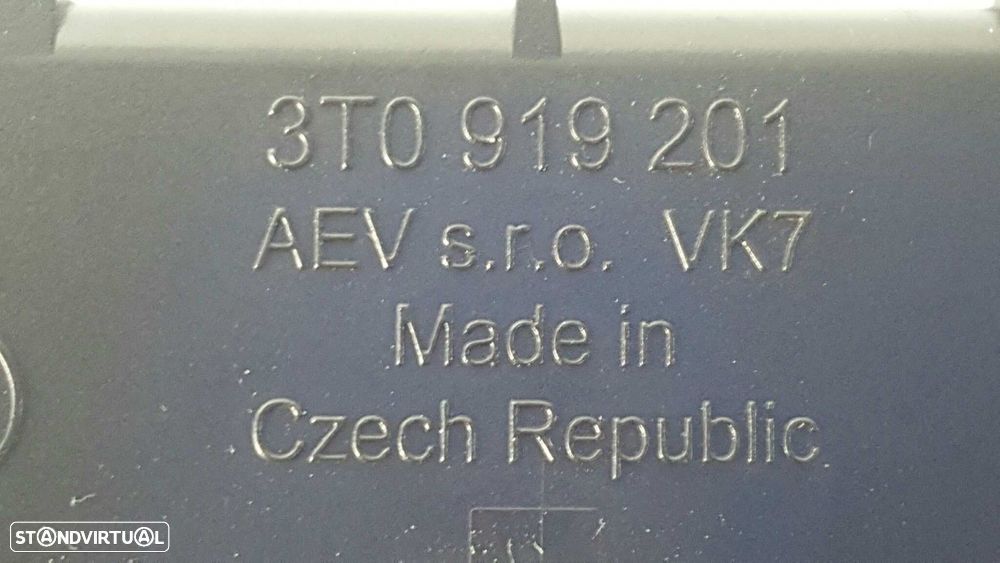 3T0 919 201
AEV s.r.o. VK7
Made in
Czech Republic
STANDVIRTUAL